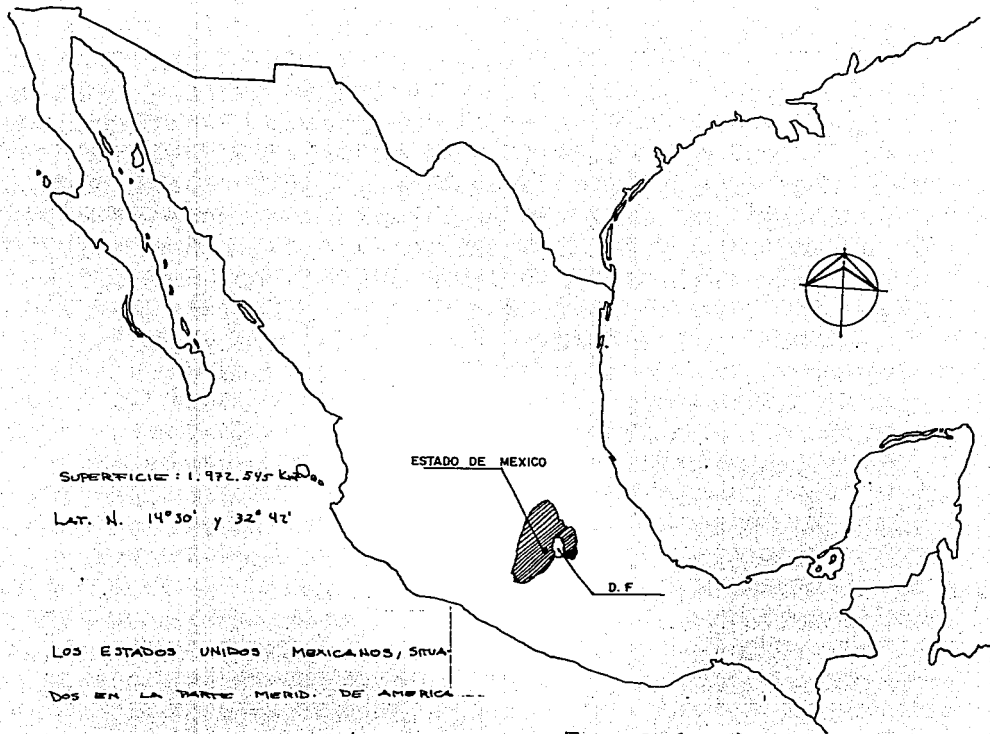 ESTADO DE MEXICO
SUPERFICIE: 1.972.545 Km
LAT. N. 14°30' y 32°42'
D.F
LOS ESTADOS UNIDOS MEXICANOS, SITUA-
DOS EN LA PARTE MERID. DE AMERICA